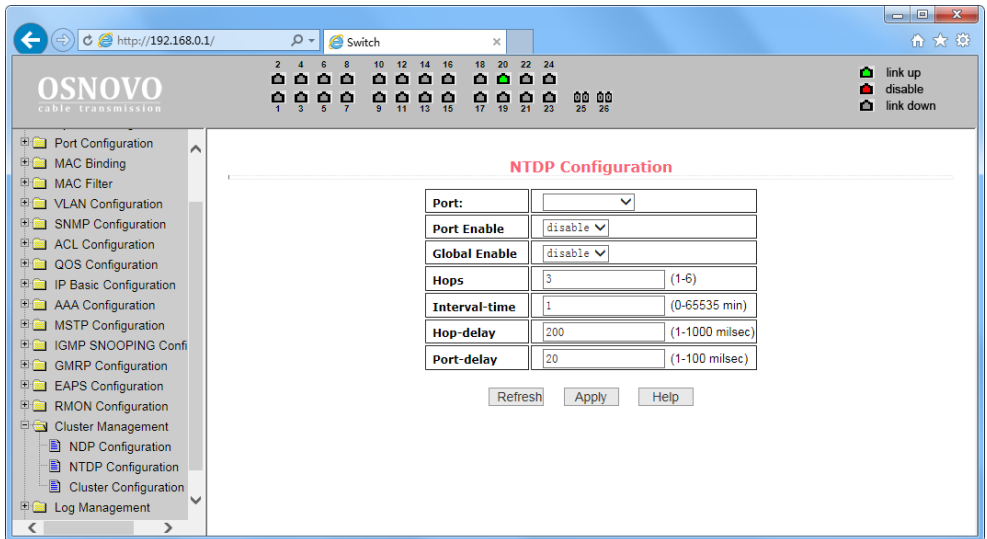 http://192.168.0.1/
Switch
OSNOVO
cable transmission
2 4 6 8 10 12 14 16 18 20 22 24
1 3 5 7 9 11 13 15 17 19 21 23 25 26
link up
disable
link down
Port Configuration
MAC Binding
MAC Filter
VLAN Configuration
SNMP Configuration
ACL Configuration
QOS Configuration
IP Basic Configuration
AAA Configuration
MSTP Configuration
IGMP SNOOPING Confi
GMRP Configuration
EAPS Configuration
RMON Configuration
Cluster Management
NDP Configuration
NTDP Configuration
Cluster Configuration
Log Management
NTDP Configuration
Port:
Port Enable disable
Global Enable disable
Hops 3 (1-6)
Interval-time 1 (0-65535 min)
Hop-delay 200 (1-1000 milsec)
Port-delay 20 (1-100 milsec)
Refresh Apply Help